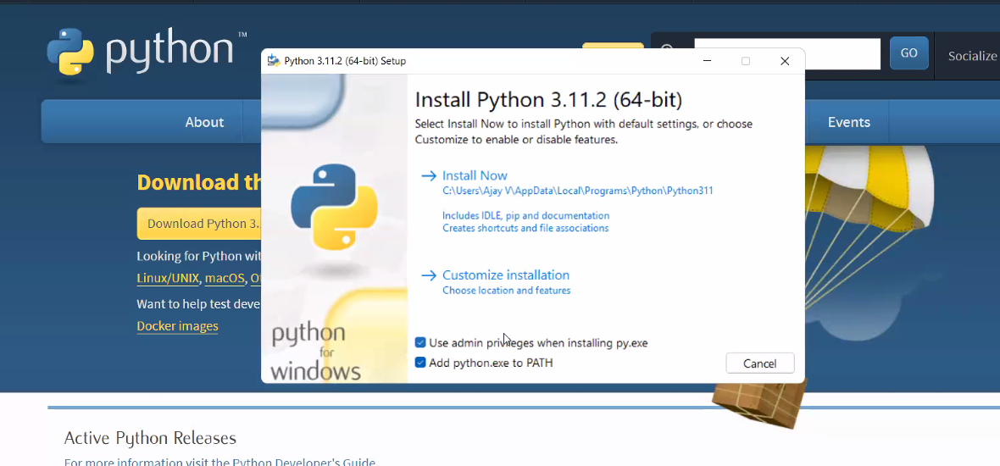 python™
GO
Socialize
Python 3.11.2 (64-bit) Setup
About
Events
Install Python 3.11.2 (64-bit)
Select Install Now to install Python with default settings, or choose
Customize to enable or disable features.
Install Now
C:\Users\Ajay V\AppData\Local\Programs\Python\Python311
Includes IDLE, pip and documentation
Creates shortcuts and file associations
Customize installation
Choose location and features
Use admin privileges when installing py.exe
Add python.exe to PATH
Cancel
python
for
windows
Download
Download Python 3.
Looking for Python
Linux/UNIX, macOS,
Want to help test
Docker images
Active Python Releases
For more information visit the Python Developer's Guide